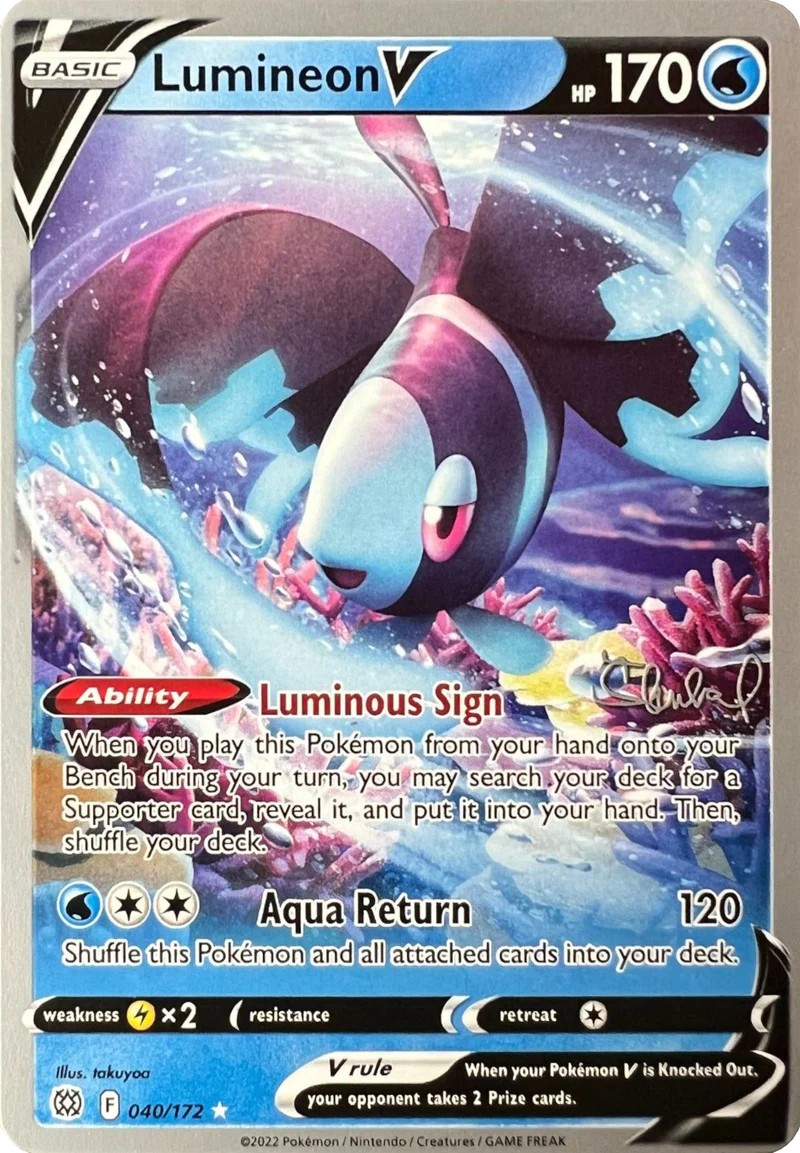 BASIC
Lumineon V
HP 170
Ability Luminous Sign
When you play this Pokémon from your hand onto your
Bench during your turn, you may search your deck for a
Supporter card, reveal it, and put it into your hand. Then,
shuffle your deck.
Aqua Return 120
Shuffle this Pokémon and all attached cards into your deck.
weakness ×2 resistance retreat
Illus. takuyoa
V rule When your Pokémon V is Knocked Out,
your opponent takes 2 Prize cards.
F 040/172
©2022 Pokémon / Nintendo / Creatures / GAME FREAK